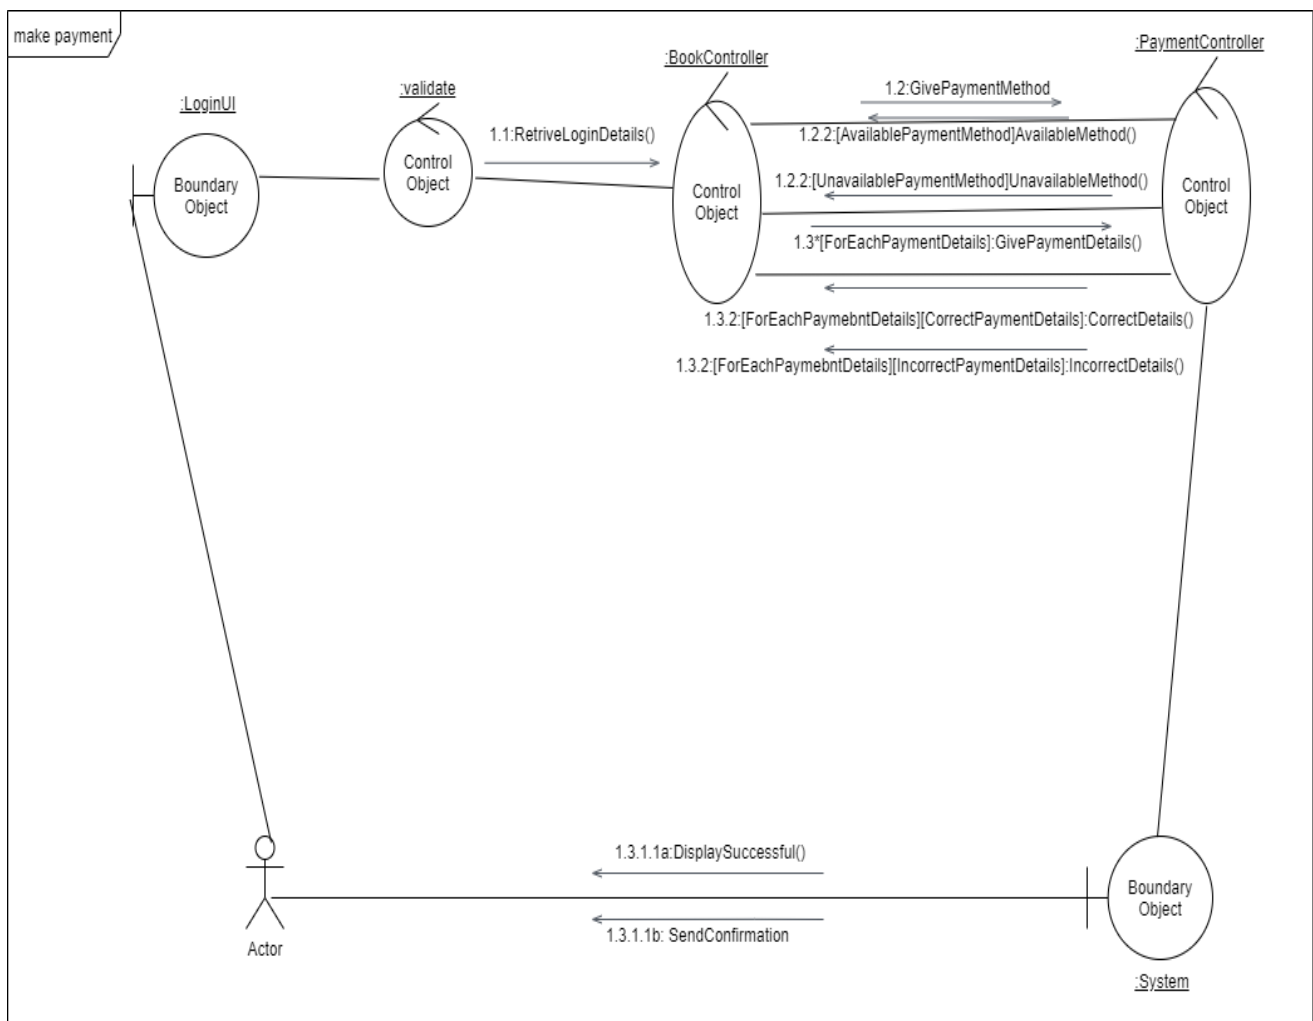 make payment
:LoginUI
Boundary
Object
:validate
Control
Object
1.1:RetriveLoginDetails()
:BookController
Control
Object
:PaymentController
Control
Object
1.2:GivePaymentMethod
1.2.2:[AvailablePaymentMethod]AvailableMethod()
1.2.2:[UnavailablePaymentMethod]UnavailableMethod()
1.3*[ForEachPaymentDetails]:GivePaymentDetails()
1.3.2:[ForEachPaymebntDetails][CorrectPaymentDetails]:CorrectDetails()
1.3.2:[ForEachPaymebntDetails][IncorrectPaymentDetails]:IncorrectDetails()
1.3.1.1a:DisplaySuccessful()
1.3.1.1b: SendConfirmation
Actor
Boundary
Object
:System